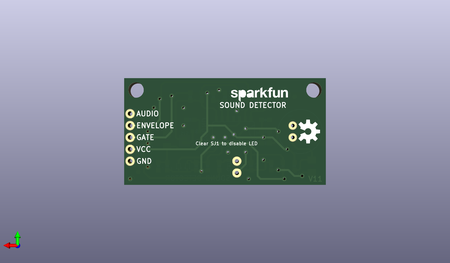 sparkfun
SOUND DETECTOR
AUDIO
ENVELOPE
GATE
VCC
GND
Clear SJ1 to disable LED